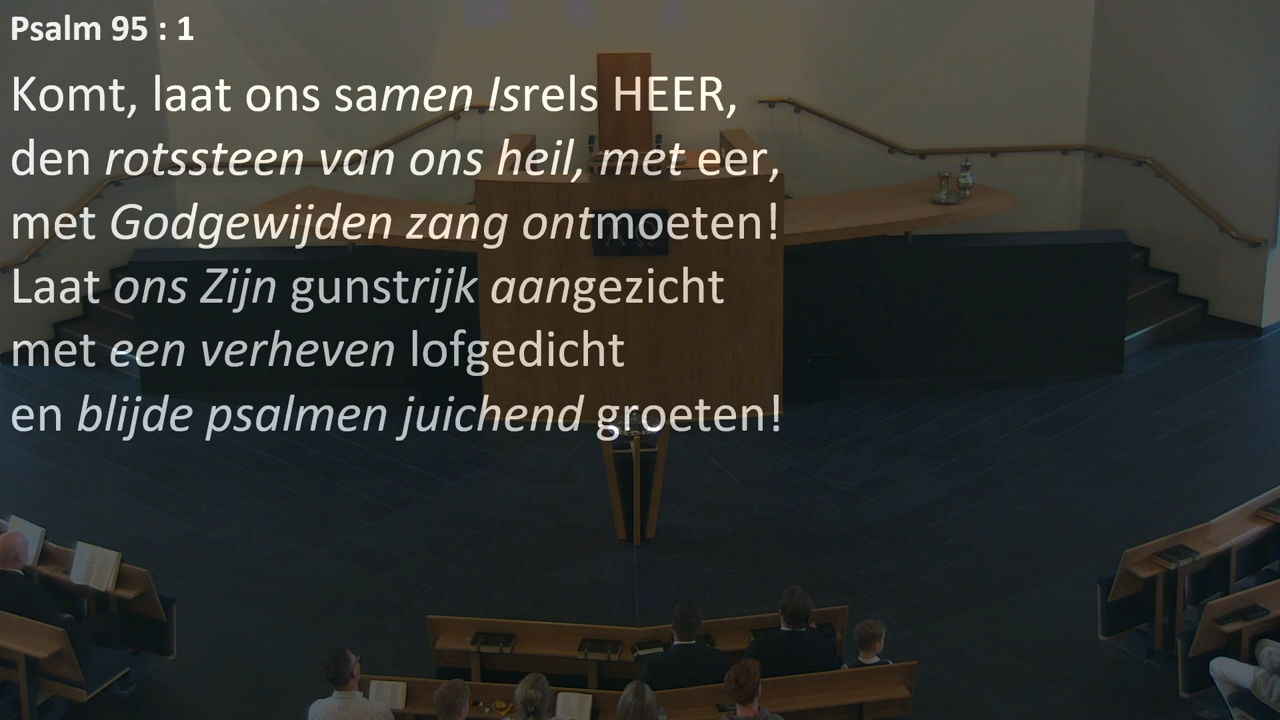 Psalm 95 : 1
Komt, laat ons samen Isrels HEER,
den rotssteen van ons heil, met eer,
met Godgewijden zang ontmoeten!
Laat ons Zijn gunstrijk aangezicht
met een verheven lofgedicht
en blijde psalmen juichend groeten!